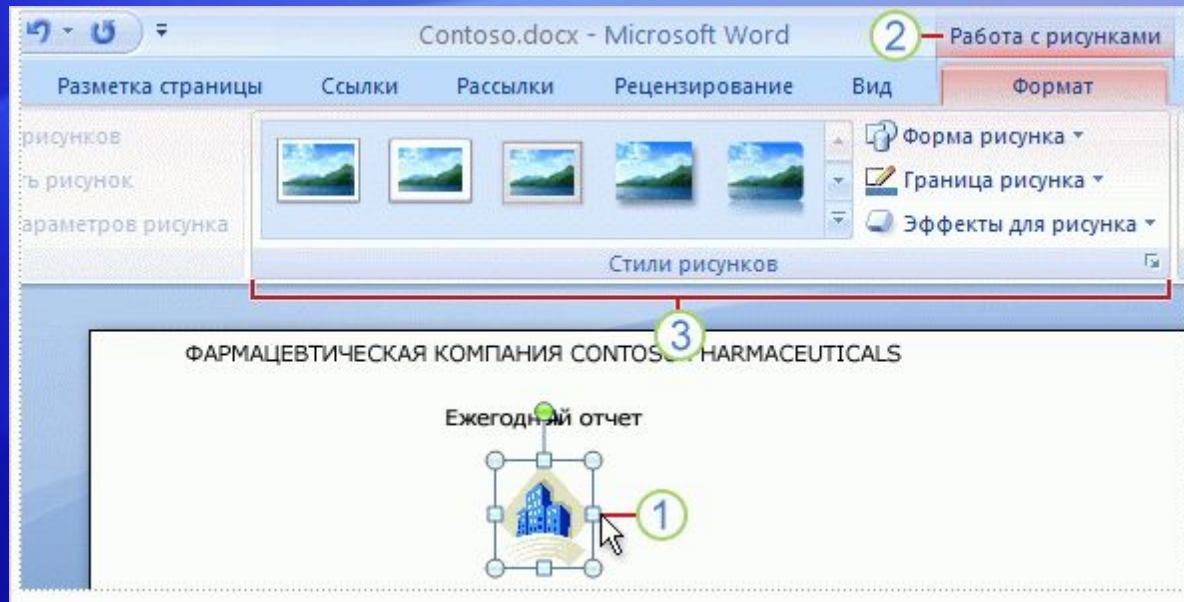 Contoso.docx - Microsoft Word
2
Работа с рисунками
Разметка страницы Ссылки Рассылки Рецензирование Вид Формат
рисунков
ь рисунок
араметров рисунка
Форма рисунка
Граница рисунка
Эффекты для рисунка
Стили рисунков
3
ФАРМАЦЕВТИЧЕСКАЯ КОМПАНИЯ CONTOSO PHARMACEUTICALS
Ежегодный отчет
1